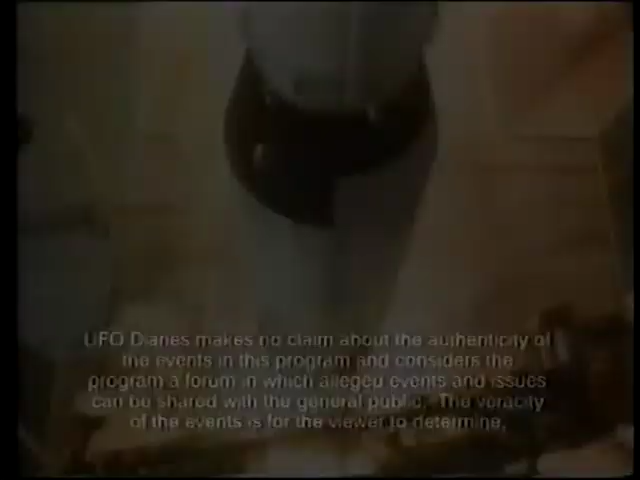 UFO Diaries makes no claim about the authenticity of
the events in this program and considers the
program a forum in which alleged events and issues
can be shared with the general public. The veracity
of the events is for the viewer to determine.